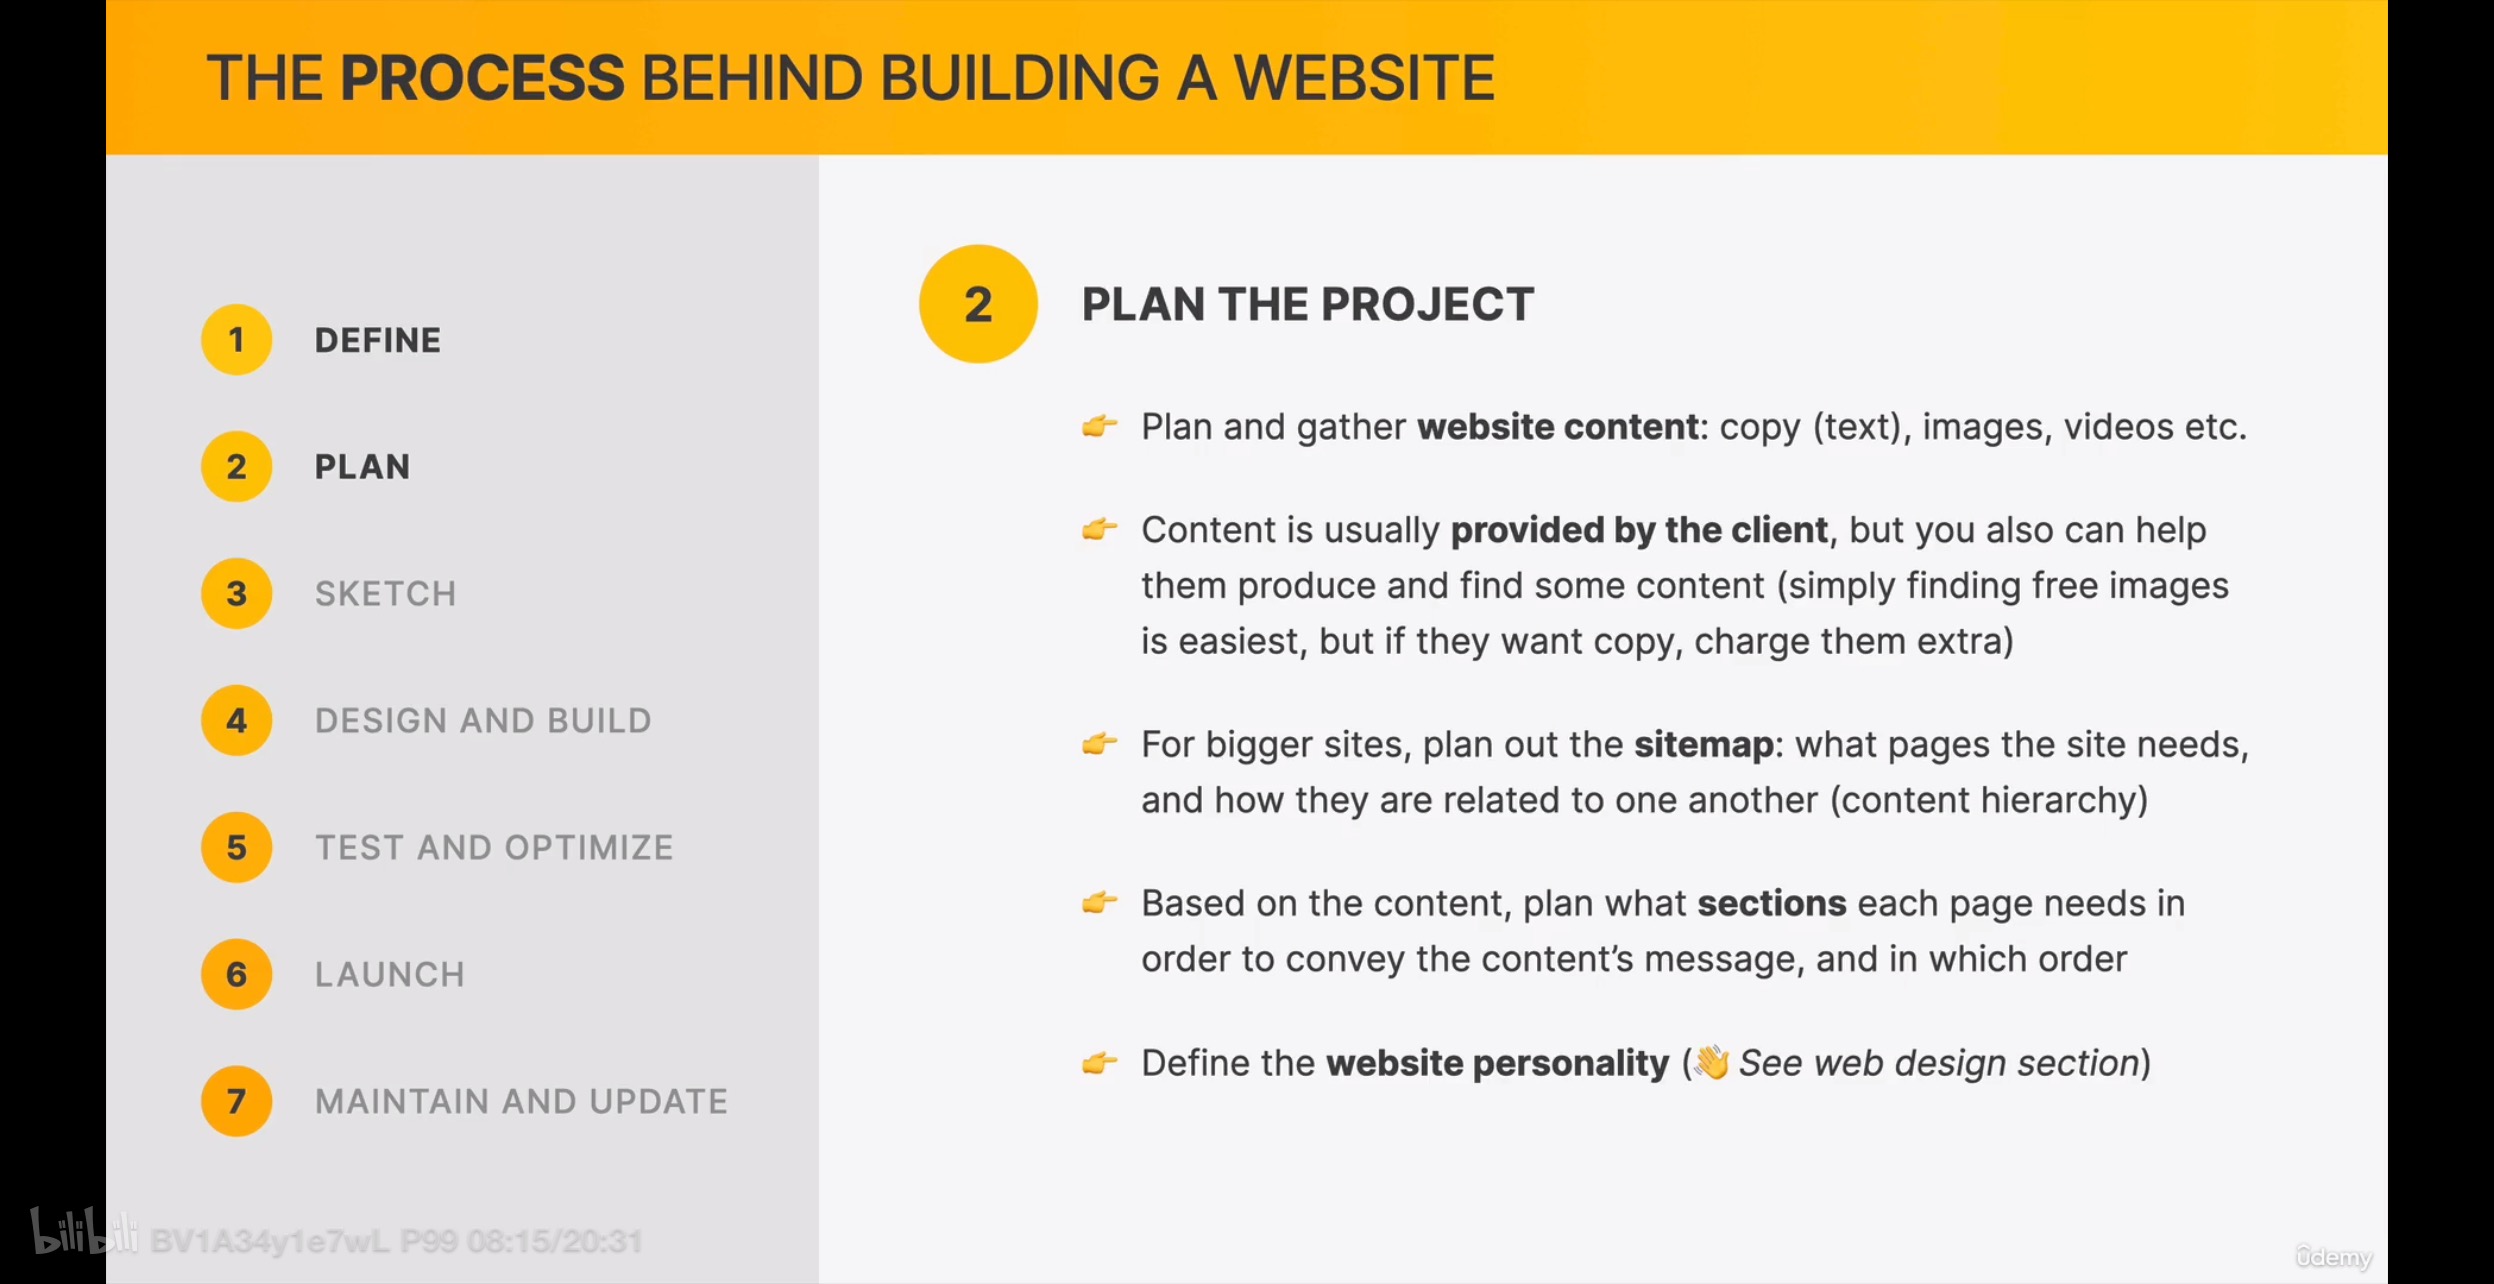 THE PROCESS BEHIND BUILDING A WEBSITE
1 DEFINE
2 PLAN
3 SKETCH
4 DESIGN AND BUILD
5 TEST AND OPTIMIZE
6 LAUNCH
7 MAINTAIN AND UPDATE
2 PLAN THE PROJECT
👉 Plan and gather website content: copy (text), images, videos etc.
👉 Content is usually provided by the client, but you also can help
them produce and find some content (simply finding free images
is easiest, but if they want copy, charge them extra)
👉 For bigger sites, plan out the sitemap: what pages the site needs,
and how they are related to one another (content hierarchy)
👉 Based on the content, plan what sections each page needs in
order to convey the content’s message, and in which order
👉 Define the website personality (👋 See web design section)
bilibili BV1A34y1e7wL P99 08:15/20:31
ûdemy